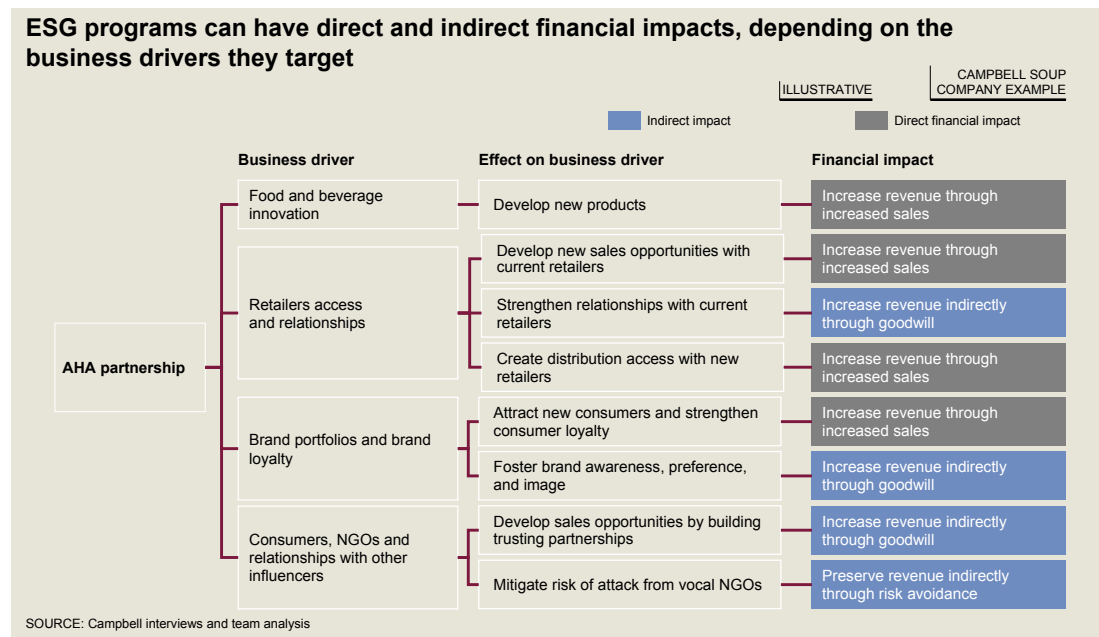 ESG programs can have direct and indirect financial impacts, depending on the
business drivers they target
ILLUSTRATIVE
CAMPBELL SOUP
COMPANY EXAMPLE
Indirect impact
Direct financial impact
Business driver
Effect on business driver
Financial impact
AHA partnership
Food and beverage
innovation
Develop new products
Increase revenue through
increased sales
Retailers access
and relationships
Develop new sales opportunities with
current retailers
Increase revenue through
increased sales
Strengthen relationships with current
retailers
Increase revenue indirectly
through goodwill
Create distribution access with new
retailers
Increase revenue through
increased sales
Brand portfolios and brand
loyalty
Attract new consumers and strengthen
consumer loyalty
Increase revenue through
increased sales
Foster brand awareness, preference,
and image
Increase revenue indirectly
through goodwill
Consumers, NGOs and
relationships with other
influencers
Develop sales opportunities by building
trusting partnerships
Increase revenue indirectly
through goodwill
Mitigate risk of attack from vocal NGOs
Preserve revenue indirectly
through risk avoidance
SOURCE: Campbell interviews and team analysis